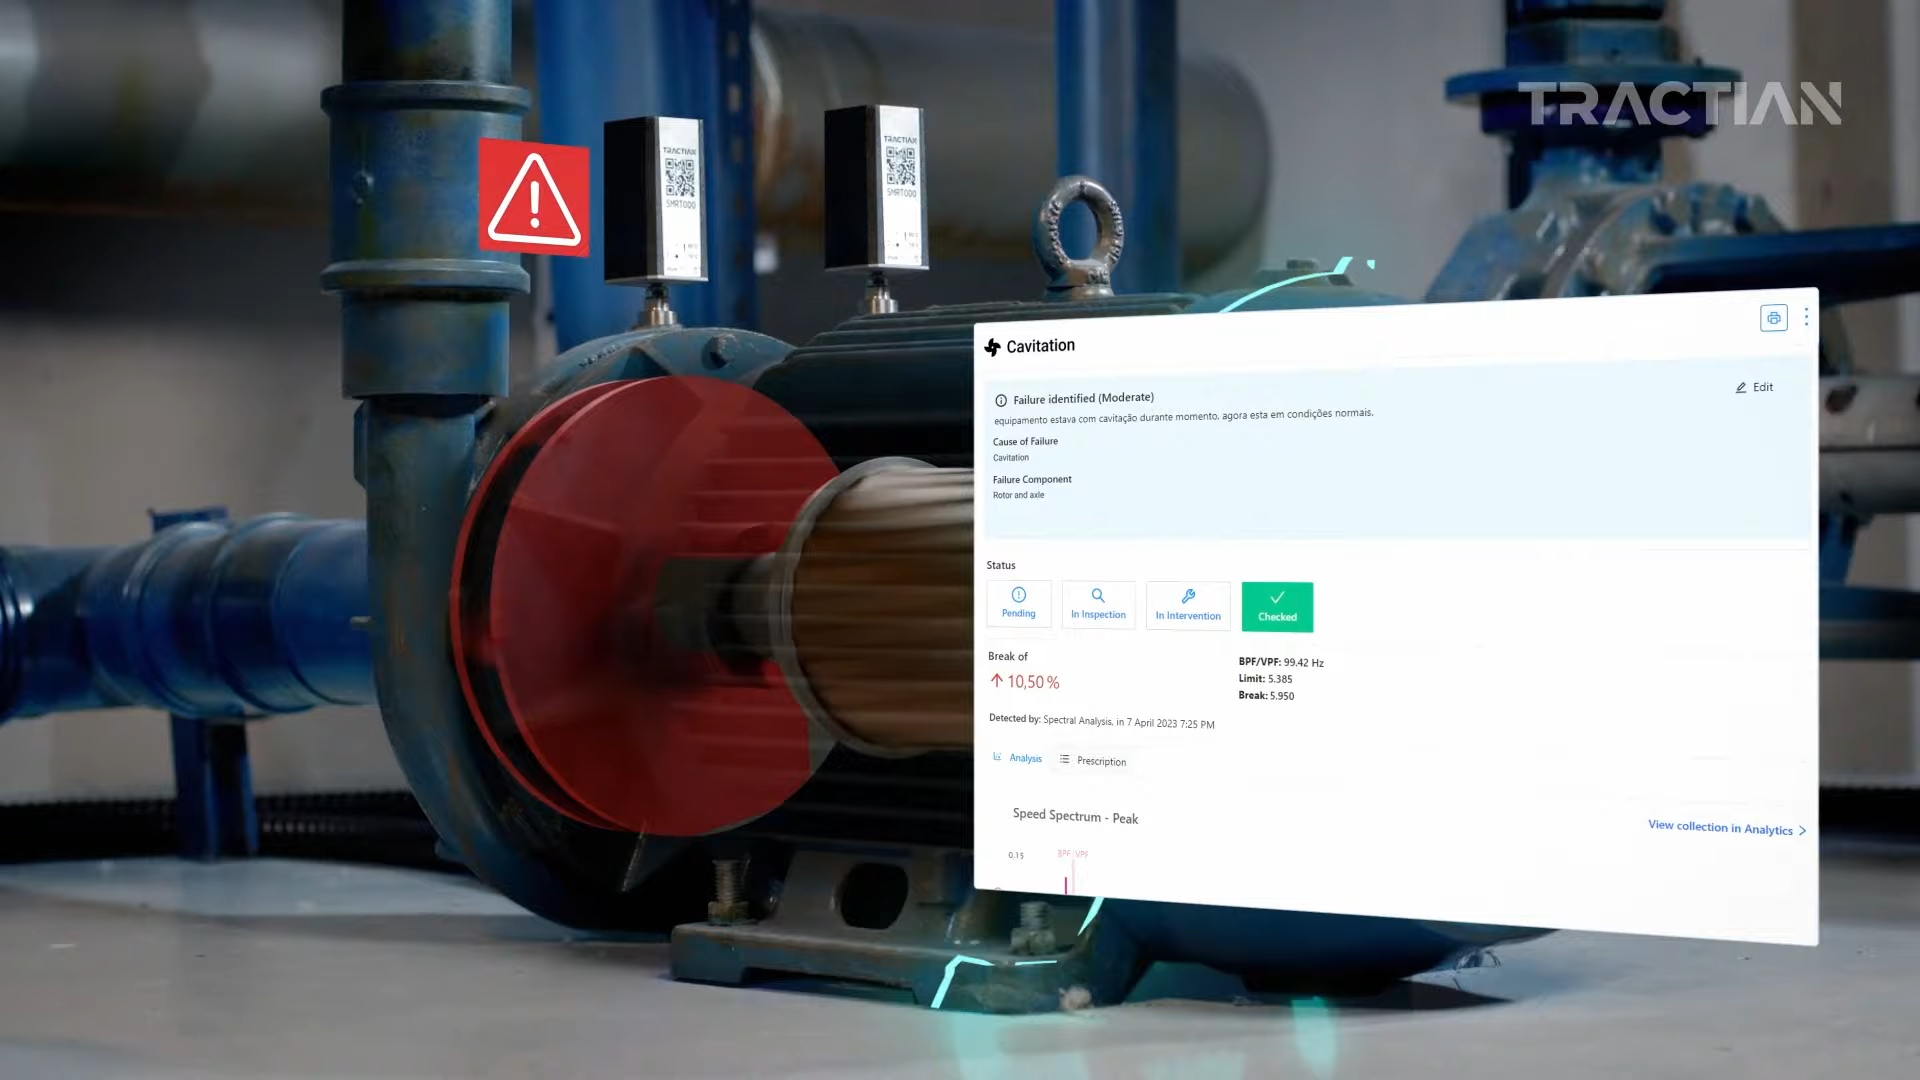 TRACTIAN
TRACTIAN
SMRTODO
TRACTIAN
SMRTODO
Cavitation
Failure identified (Moderate)
Edit
equipamento estava com cavitação durante momento, agora esta em condições normais.
Cause of Failure
Cavitation
Failure Component
Rotor and axle
Status
Pending
In Inspection
In Intervention
Checked
Break of
10,50 %
BPF/VPF: 99.42 Hz
Limit: 5.385
Break: 5.950
Detected by: Spectral Analysis, in 7 April 2023 7:25 PM
Analysis
Prescription
Speed Spectrum - Peak
View collection in Analytics
0.15
BPF/VPF